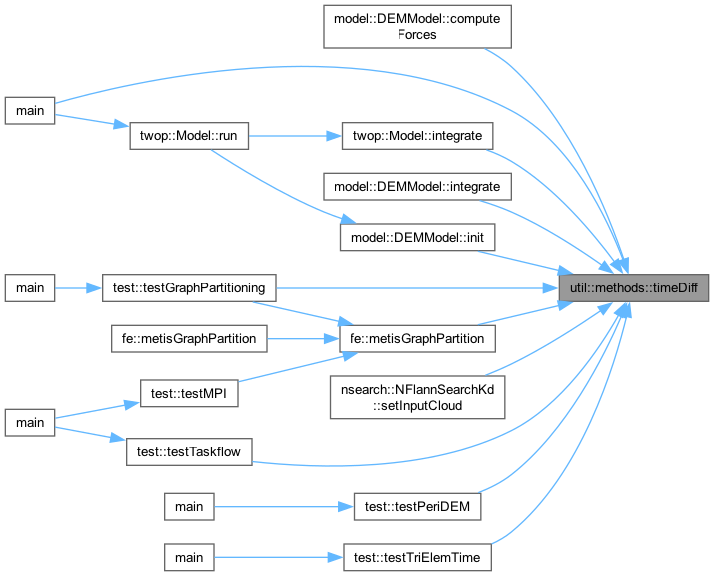 model::DEMModel::compute
Forces
main
twop::Model::run
twop::Model::integrate
model::DEMModel::integrate
model::DEMModel::init
util::methods::timeDiff
main
test::testGraphPartitioning
fe::metisGraphPartition
fe::metisGraphPartition
nsearch::NFlannSearchKd
::setInputCloud
test::testMPI
main
test::testTaskflow
main
test::testPeriDEM
main
test::testTriElemTime